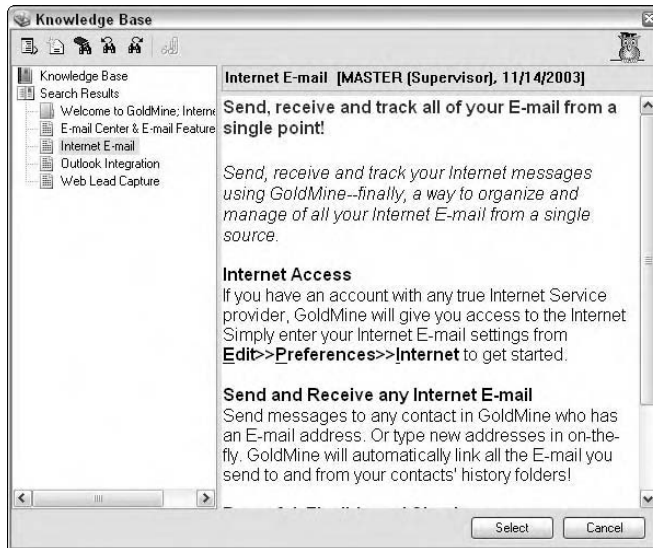 Knowledge Base
Knowledge Base
Search Results
Welcome to GoldMine; Interne
E-mail Center & E-mail Feature
Internet E-mail
Outlook Integration
Web Lead Capture
Internet E-mail [MASTER (Supervisor), 11/14/2003]
Send, receive and track all of your E-mail from a
single point!
Send, receive and track your Internet messages
using GoldMine--finally, a way to organize and
manage of all your Internet E-mail from a single
source.
Internet Access
If you have an account with any true Internet Service
provider, GoldMine will give you access to the Internet
Simply enter your Internet E-mail settings from
Edit>>Preferences>>Internet to get started.
Send and Receive any Internet E-mail
Send messages to any contact in GoldMine who has
an E-mail address. Or type new addresses in on-the-
fly. GoldMine will automatically link all the E-mail you
send to and from your contacts' history folders!
Select
Cancel